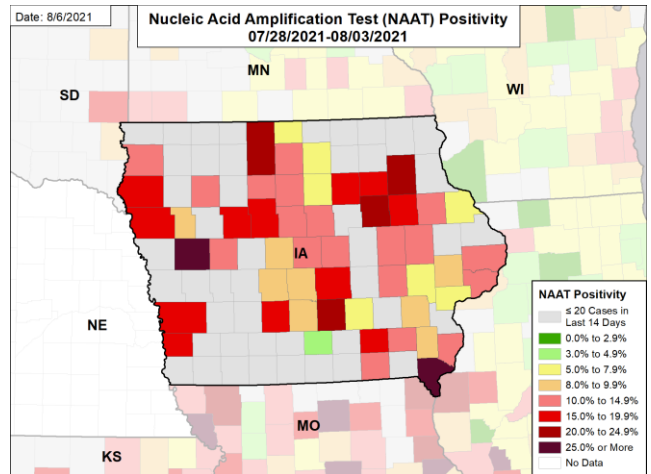 Date: 8/6/2021
Nucleic Acid Amplification Test (NAAT) Positivity
07/28/2021-08/03/2021
MN
WI
SD
IA
NE
MO
KS
NAAT Positivity
≤ 20 Cases in
Last 14 Days
0.0% to 2.9%
3.0% to 4.9%
5.0% to 7.9%
8.0% to 9.9%
10.0% to 14.9%
15.0% to 19.9%
20.0% to 24.9%
25.0% or More
No Data